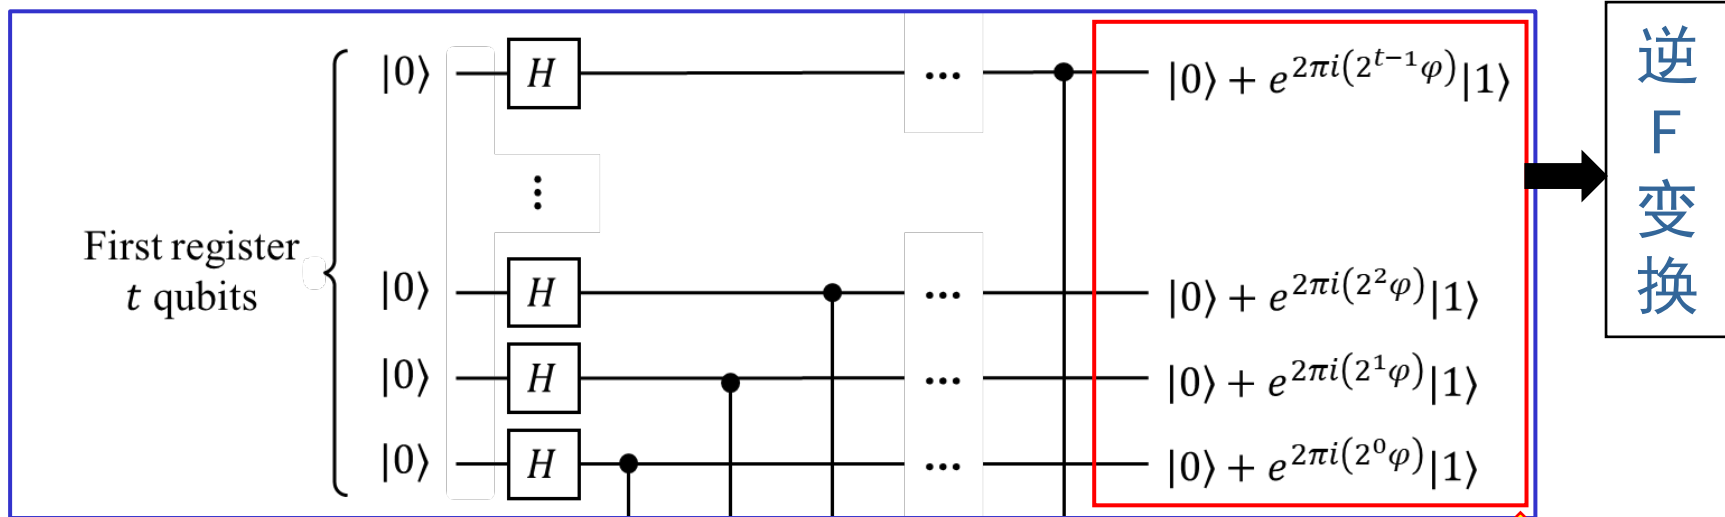 |0⟩ H ... |0⟩ + e^{2πi(2^{t−1}φ)}|1⟩
⋮
First register
t qubits
|0⟩ H ... |0⟩ + e^{2πi(2^2φ)}|1⟩
|0⟩ H ... |0⟩ + e^{2πi(2^1φ)}|1⟩
|0⟩ H ... |0⟩ + e^{2πi(2^0φ)}|1⟩
逆
F
变
换